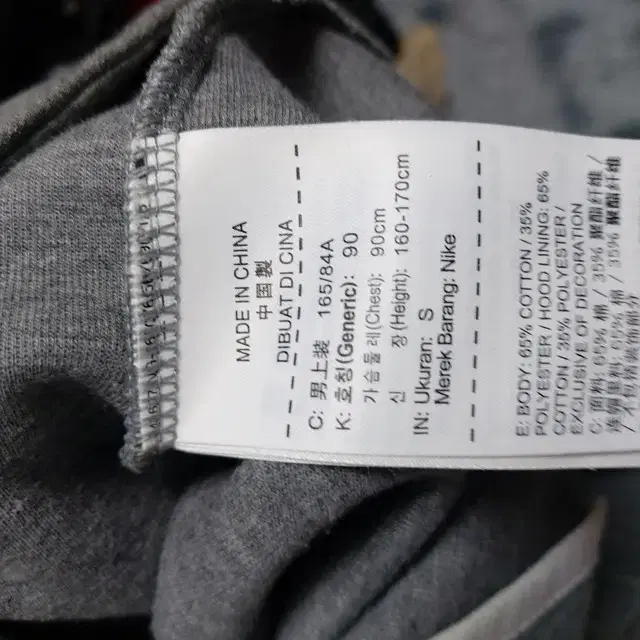 MADE IN CHINA
中国製
DIBUAT DI CINA
C: 男上装 165/84A
K: 호칭(Generic): 90
가슴둘레(Chest): 90cm
신 장(Height): 160-170cm
IN: Ukuran: S
Merek Barang: Nike
E: BODY: 65% COTTON / 35%
POLYESTER / HOOD LINING: 65%
COTTON / 35% POLYESTER /
EXCLUSIVE OF DECORATION